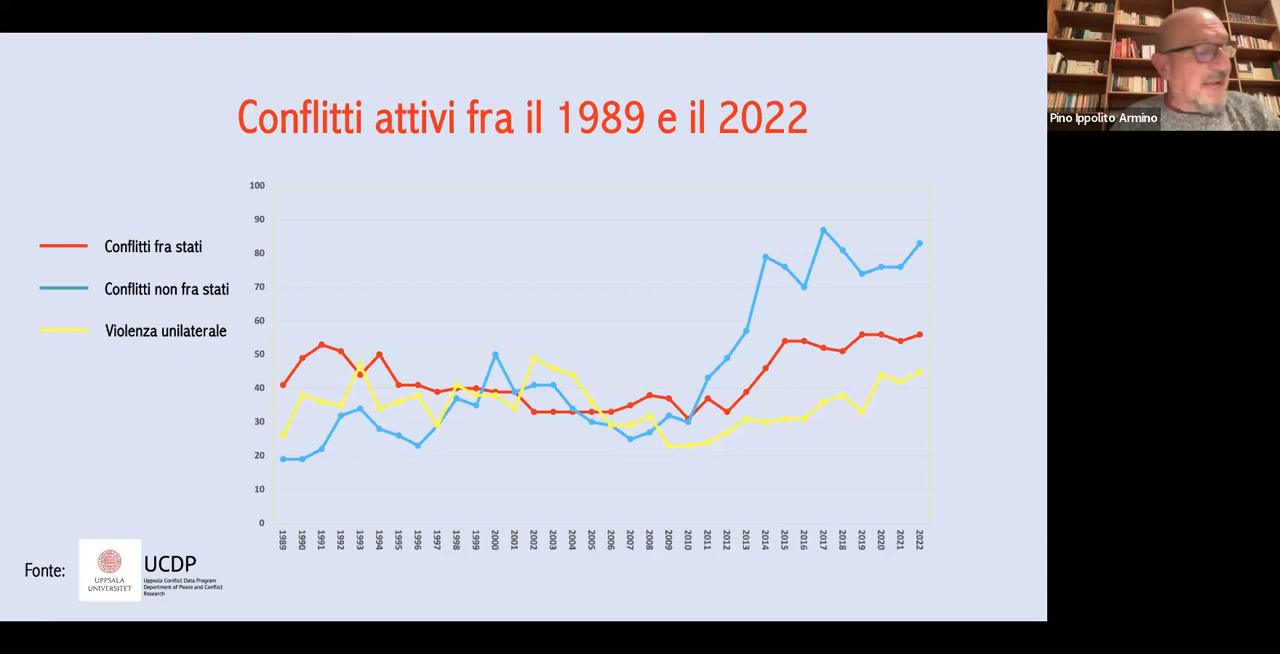 Conflitti attivi fra il 1989 e il 2022
Pino Ippolito Armino
Conflitti fra stati
Conflitti non fra stati
Violenza unilaterale
100
90
80
70
60
50
40
30
20
10
0
1989 1990 1991 1992 1993 1994 1995 1996 1997 1998 1999 2000 2001 2002 2003 2004 2005 2006 2007 2008 2009 2010 2011 2012 2013 2014 2015 2016 2017 2018 2019 2020 2021 2022
Fonte:
UPPSALA
UNIVERSITET
UCDP
Uppsala Conflict Data Program
Department of Peace and Conflict
Research